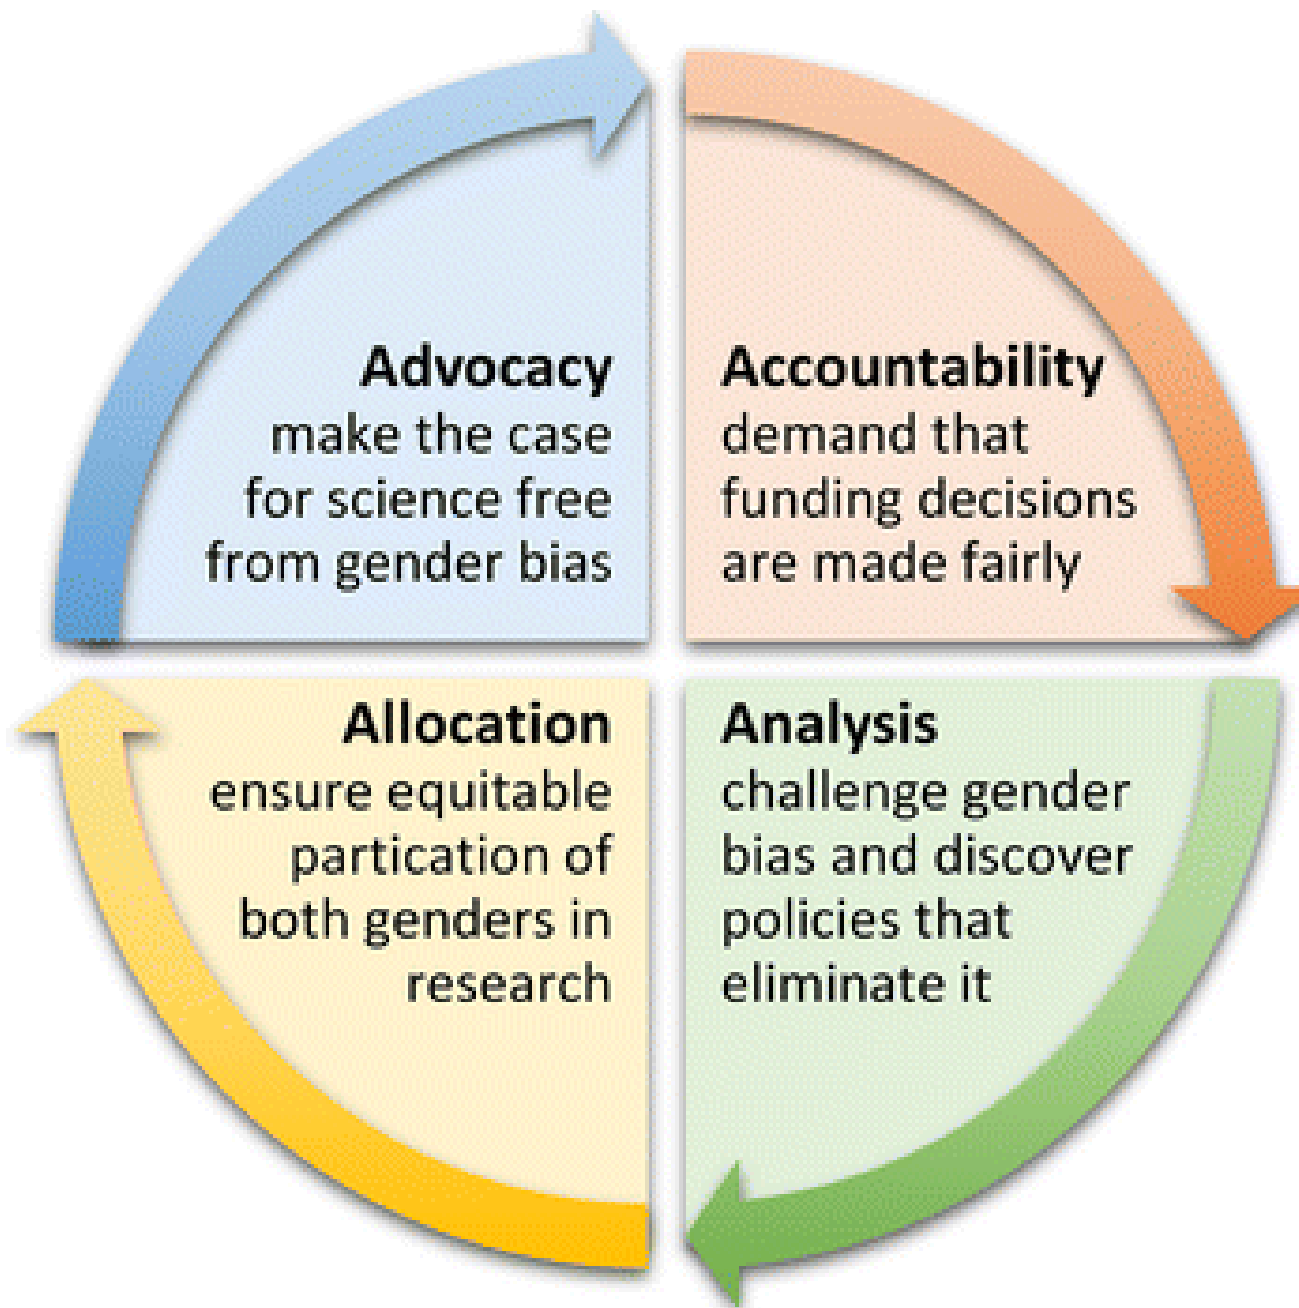 Advocacy
make the case
for science free
from gender bias
Accountability
demand that
funding decisions
are made fairly
Allocation
ensure equitable
partication of
both genders in
research
Analysis
challenge gender
bias and discover
policies that
eliminate it